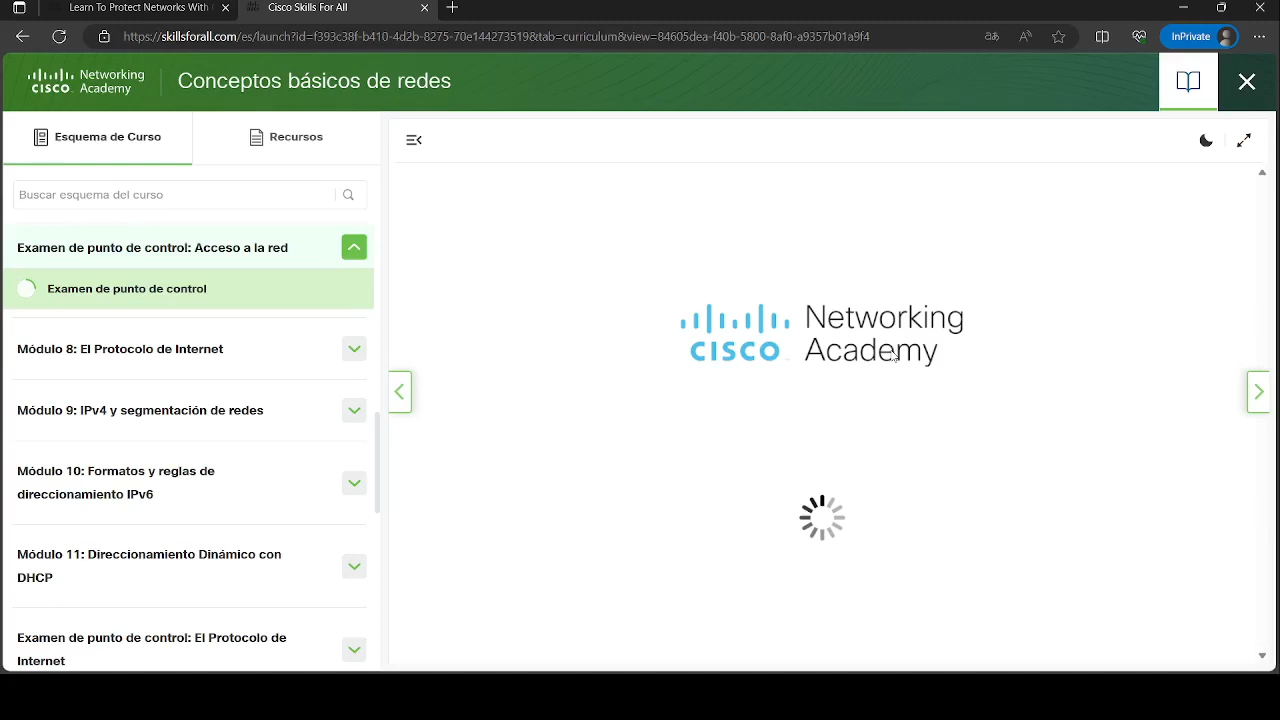 Learn To Protect Networks With
Cisco Skills For All
https://skillsforall.com/es/launch?id=f393c38f-b410-4d2b-8275-70e144273519&tab=curriculum&view=84605dea-f40b-5800-8af0-a9357b01a9f4
InPrivate
CISCO Networking Academy
Conceptos básicos de redes
Esquema de Curso
Recursos
Buscar esquema del curso
Examen de punto de control: Acceso a la red
Examen de punto de control
Módulo 8: El Protocolo de Internet
Módulo 9: IPv4 y segmentación de redes
Módulo 10: Formatos y reglas de
direccionamiento IPv6
Módulo 11: Direccionamiento Dinámico con
DHCP
Examen de punto de control: El Protocolo de
Internet
Networking
CISCO Academy